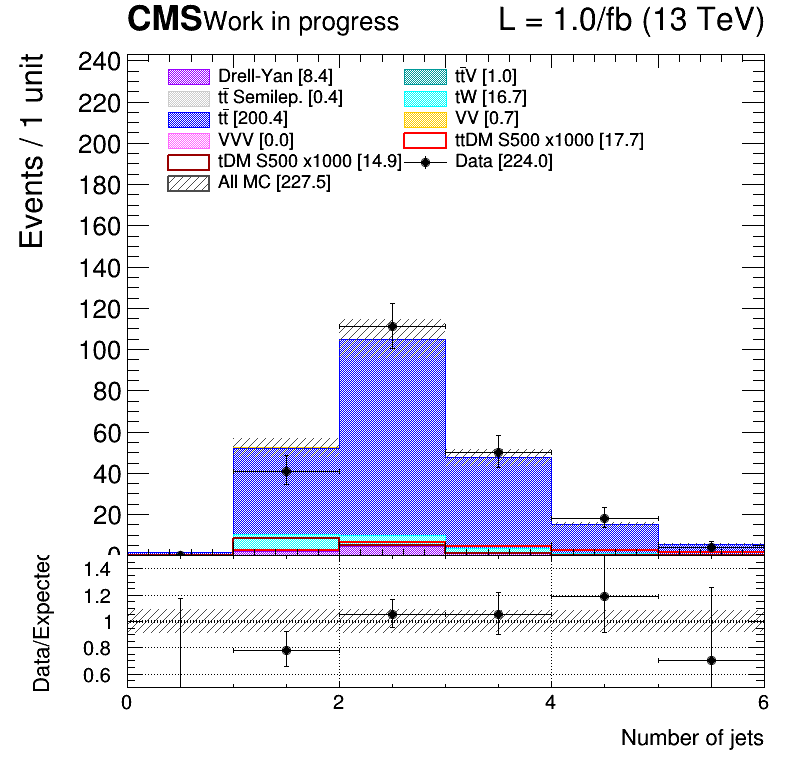 CMS Work in progress L = 1.0/fb (13 TeV)
Events / 1 unit
240
220
200
180
160
140
120
100
80
60
40
20
0
Drell-Yan [8.4] tt̄V [1.0]
tt̄ Semilep. [0.4] tW [16.7]
tt̄ [200.4] VV [0.7]
VVV [0.0] ttDM S500 x1000 [17.7]
tDM S500 x1000 [14.9] Data [224.0]
All MC [227.5]
Data/Expected
1.4
1.2
1
0.8
0.6
0 2 4 6
Number of jets